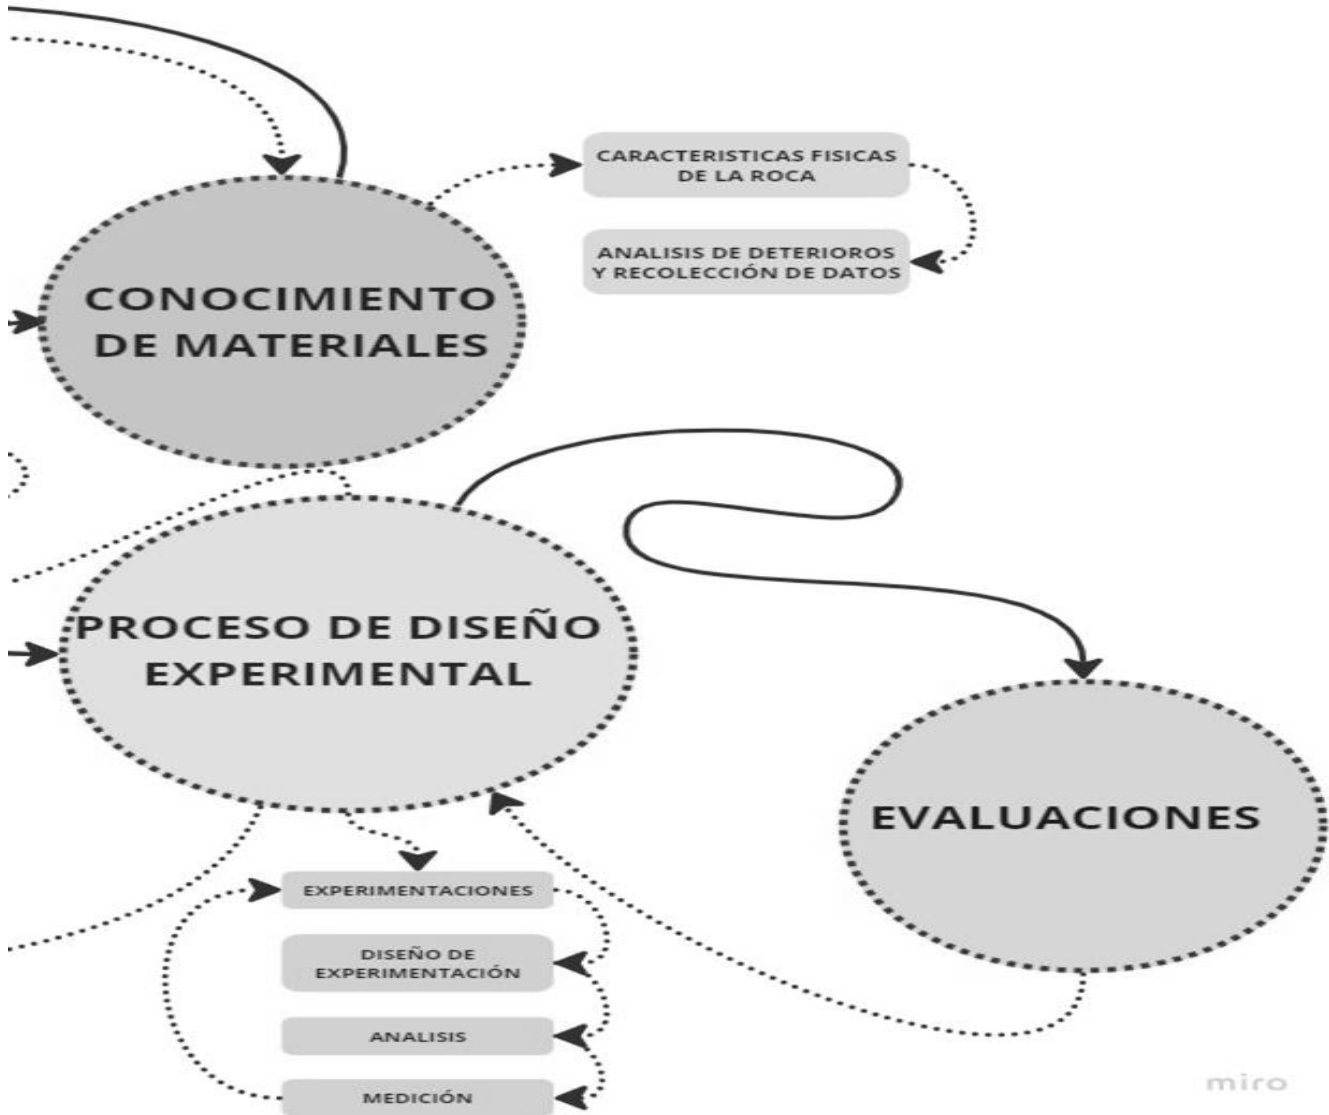 CARACTERISTICAS FISICAS
DE LA ROCA
ANALISIS DE DETERIOROS
Y RECOLECCIÓN DE DATOS
CONOCIMIENTO
DE MATERIALES
PROCESO DE DISEÑO
EXPERIMENTAL
EVALUACIONES
EXPERIMENTACIONES
DISEÑO DE
EXPERIMENTACIÓN
ANALISIS
MEDICIÓN
miro